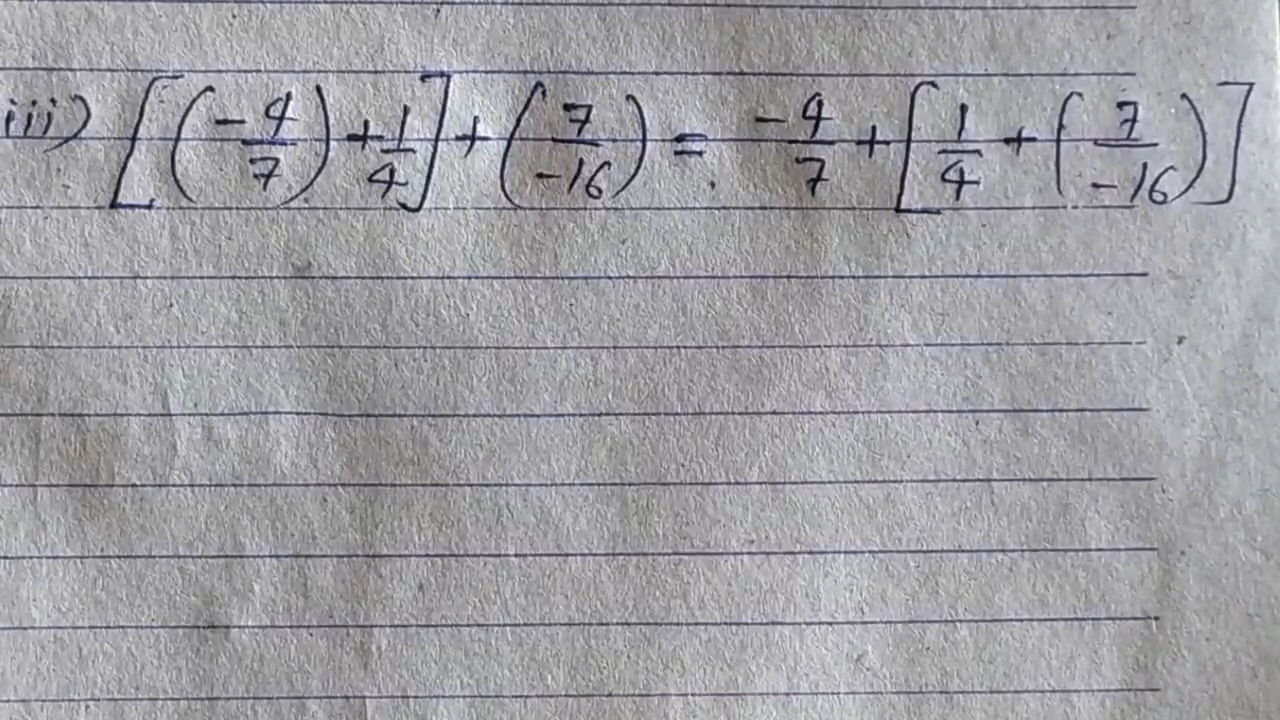 iii) [(-4/7) + 1/4] + (7/-16) = -4/7 + [1/4 + (7/-16)]